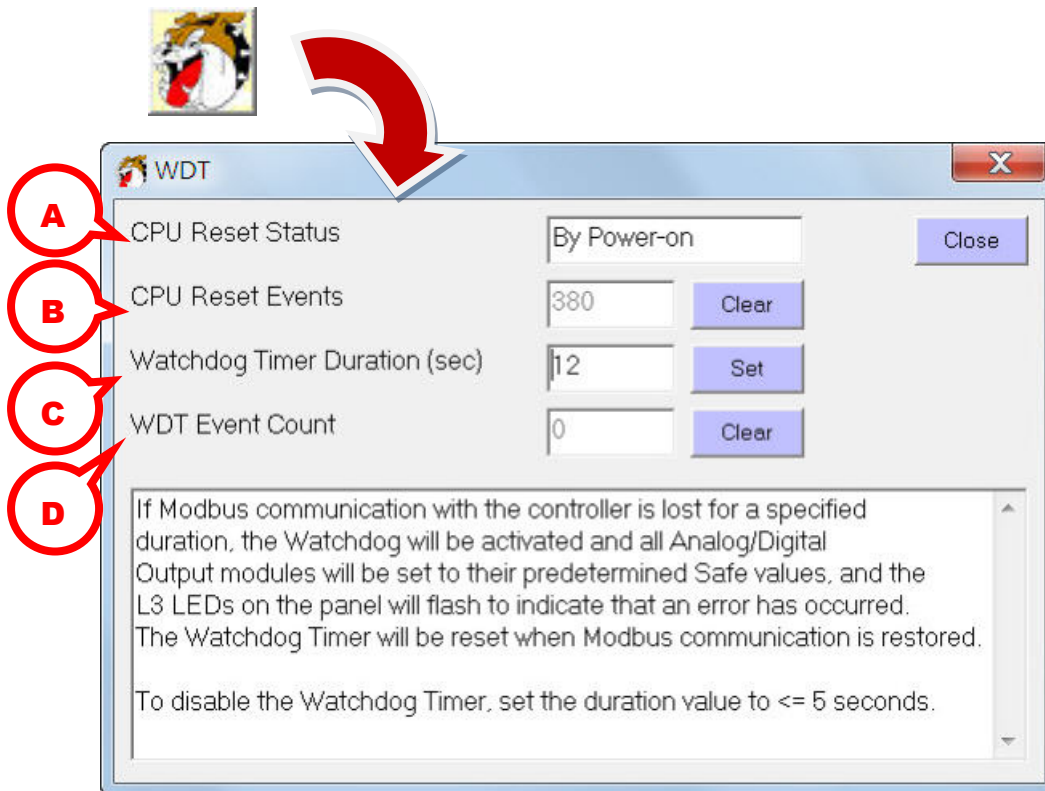 WDT
X
A
CPU Reset Status
By Power-on
Close
B
CPU Reset Events
380
Clear
C
Watchdog Timer Duration (sec)
12
Set
D
WDT Event Count
0
Clear
If Modbus communication with the controller is lost for a specified
duration, the Watchdog will be activated and all Analog/Digital
Output modules will be set to their predetermined Safe values, and the
L3 LEDs on the panel will flash to indicate that an error has occurred.
The Watchdog Timer will be reset when Modbus communication is restored.
To disable the Watchdog Timer, set the duration value to <= 5 seconds.